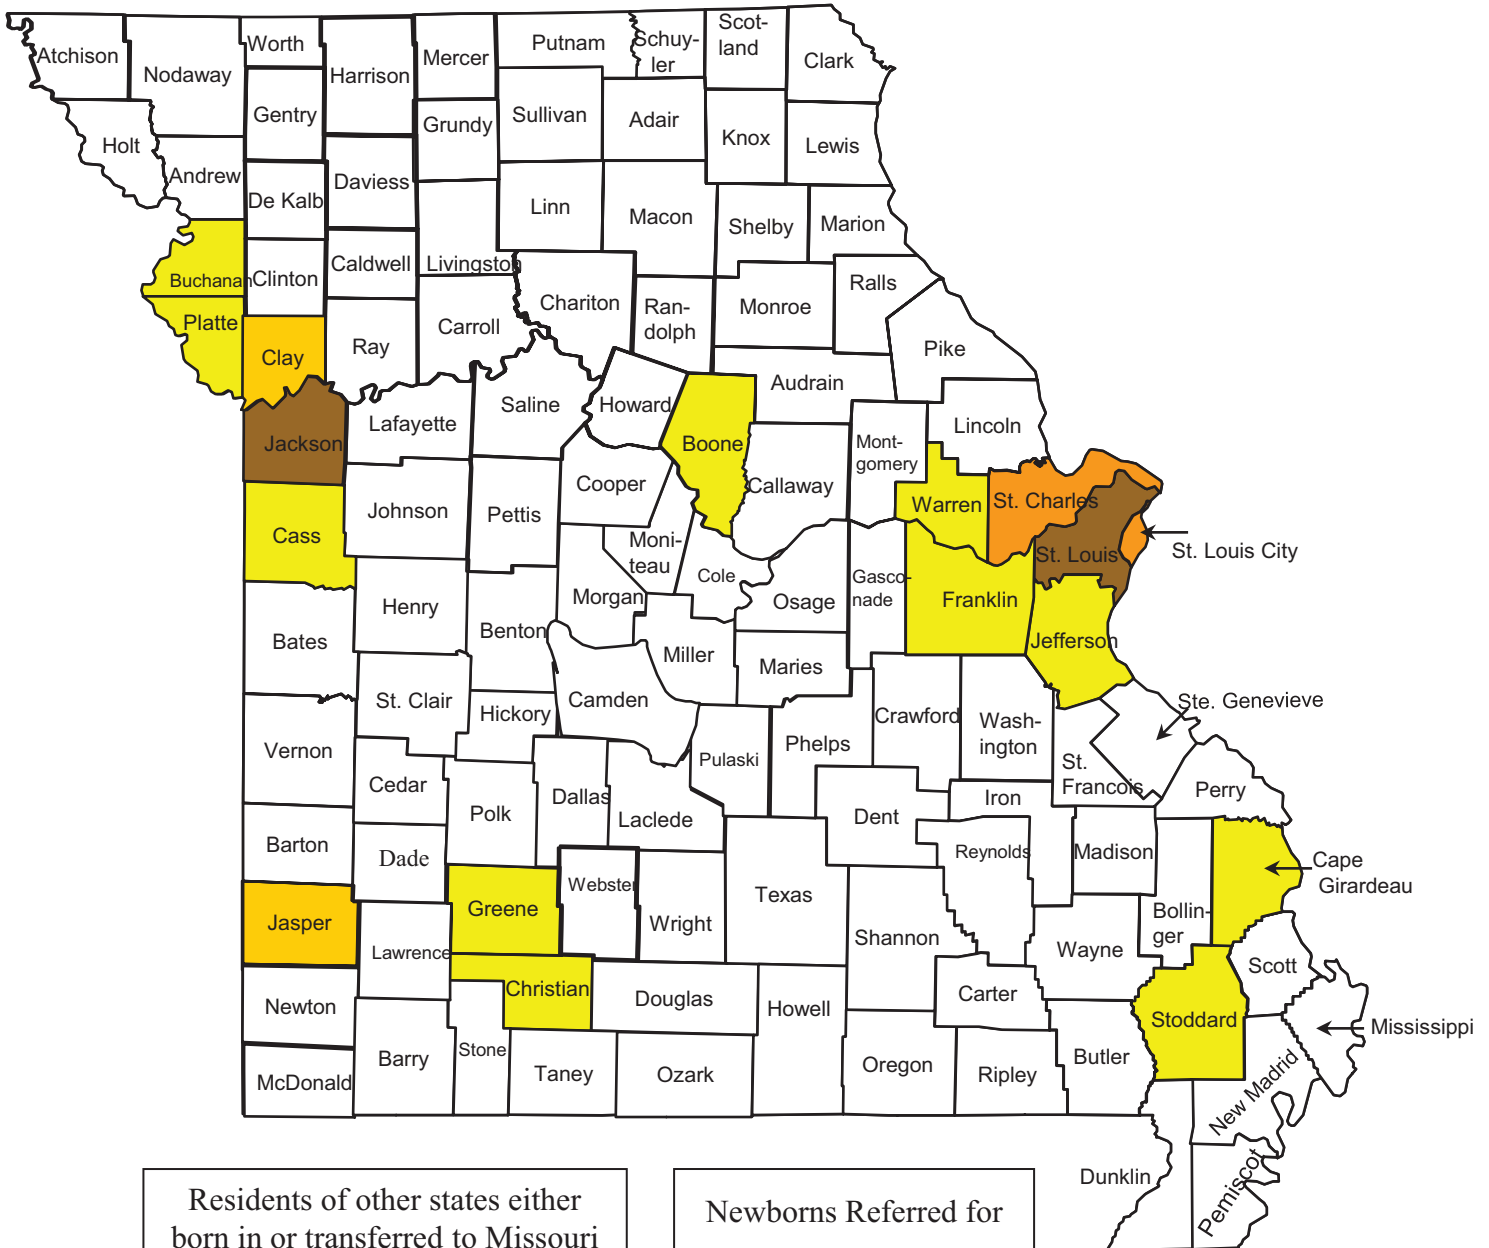 Atchison
Nodaway
Worth
Harrison
Mercer
Putnam
Schuy-
ler
Scot-
land
Clark
Gentry
Grundy
Sullivan
Adair
Knox
Lewis
Holt
Andrew
De Kalb
Daviess
Linn
Macon
Shelby
Marion
Buchanan
Clinton
Caldwell
Livingston
Chariton
Ran-
dolph
Monroe
Ralls
Platte
Clay
Ray
Carroll
Pike
Audrain
Saline
Howard
Lafayette
Jackson
Boone
Callaway
Mont-
gomery
Lincoln
Warren
St. Charles
Cass
Johnson
Pettis
Cooper
Moni-
teau
Cole
St. Louis
St. Louis City
Morgan
Osage
Gasco-
nade
Franklin
Jefferson
Bates
Henry
Benton
Miller
Maries
Camden
St. Clair
Hickory
Crawford
Wash-
ington
Ste. Genevieve
Vernon
Cedar
Polk
Dallas
Laclede
Pulaski
Phelps
St.
Francois
Perry
Dent
Iron
Barton
Dade
Reynolds
Madison
Cape
Girardeau
Jasper
Greene
Webster
Wright
Texas
Shannon
Bollin-
ger
Lawrence
Wayne
Scott
Newton
Christian
Douglas
Howell
Carter
Stoddard
Mississippi
McDonald
Barry
Stone
Taney
Ozark
Oregon
Ripley
Butler
New Madrid
Dunklin
Pemiscot
Residents of other states either
born in or transferred to Missouri
Newborns Referred for